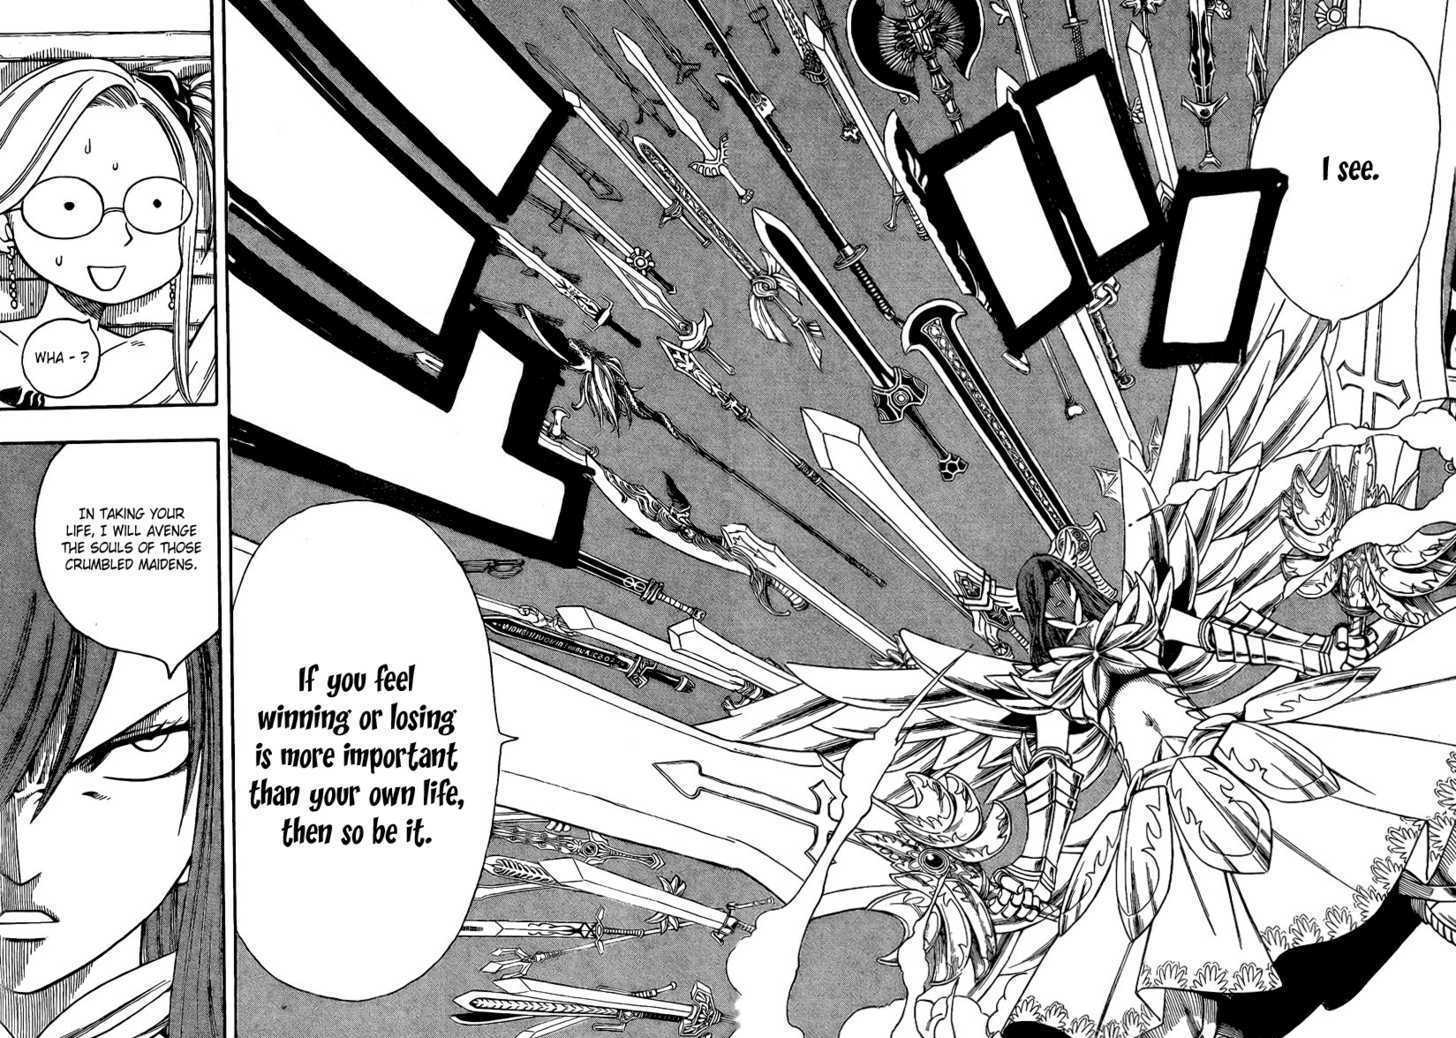 I see.
If you feel
winning or losing
is more important
than your own life,
then so be it.
WHA - ?
IN TAKING YOUR
LIFE, I WILL AVENGE
THE SOULS OF THOSE
CRUMBLED MAIDENS.